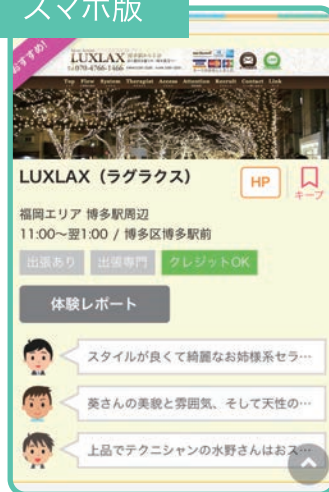 スマホ版
おすすめ!
LUXLAX
070-4766-1466
Top View System Therapist Access Attention Recruit Contact Link
LUXLAX（ラグラクス）
HP
キープ
福岡エリア 博多駅周辺
11:00〜翌1:00 / 博多区博多駅前
出張あり 出張専門 クレジットOK
体験レポート
スタイルが良くて綺麗なお姉様系セラ…
葵さんの美貌と雰囲気、そして天性の…
上品でテクニシャンの水野さんはおス…